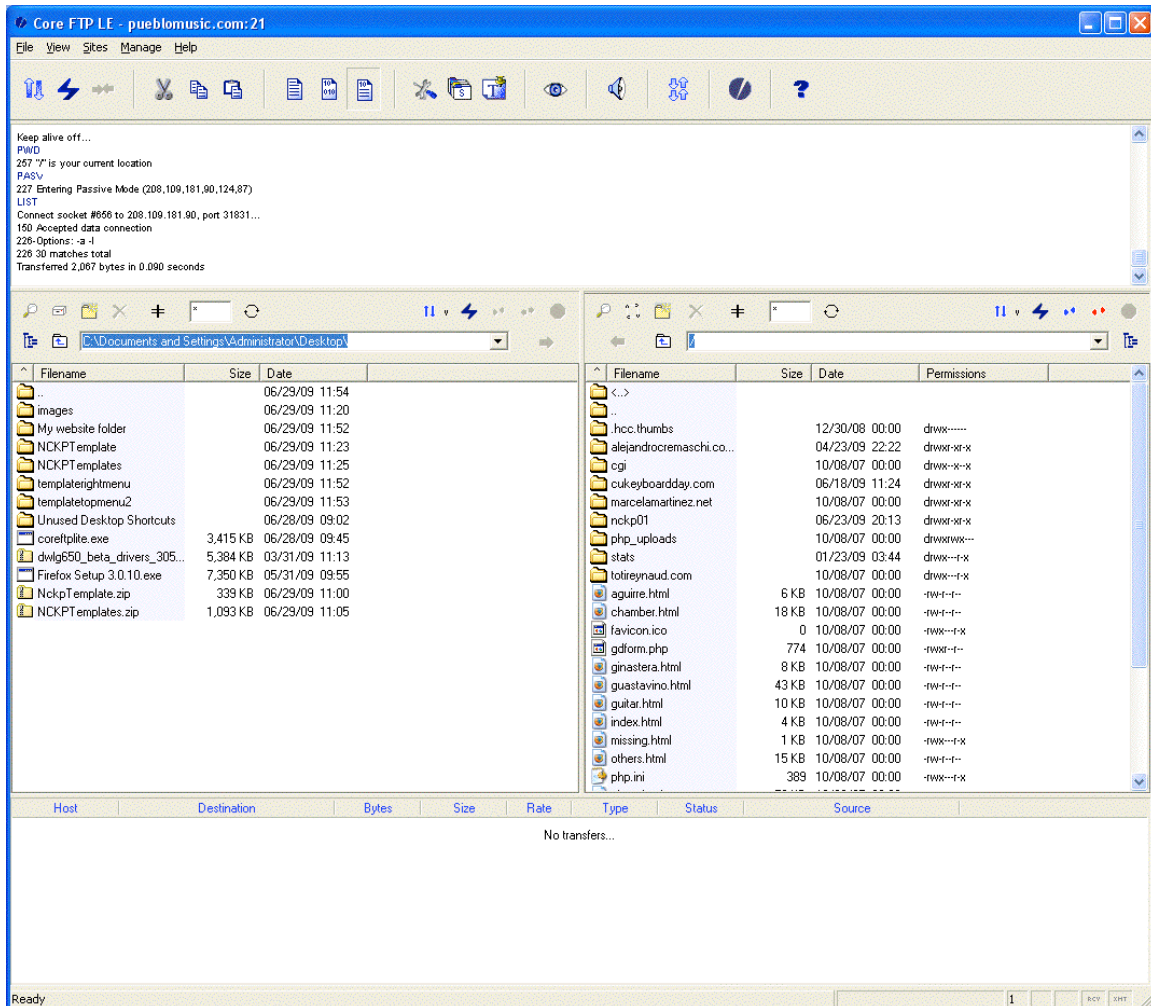 Core FTP LE - pueblomusic.com:21
File View Sites Manage Help
Keep alive off...
PWD
257 "/" is your current location
PASV
227 Entering Passive Mode (208,109,181,90,124,87)
LIST
Connect socket #656 to 208.109.181.90, port 31831...
150 Accepted data connection
226-Options: -a -l
226 30 matches total
Transferred 2,067 bytes in 0.090 seconds
C:\Documents and Settings\Administrator\Desktop\
^ Filename Size Date
.. 06/29/09 11:54
images 06/29/09 11:20
My website folder 06/29/09 11:52
NCKPTemplate 06/29/09 11:23
NCKPTemplates 06/29/09 11:25
templaterightmenu 06/29/09 11:52
templatetopmenu2 06/29/09 11:53
Unused Desktop Shortcuts 06/28/09 09:02
coreftplite.exe 3,415 KB 06/28/09 09:45
dwlg650_beta_drivers_305... 5,384 KB 03/31/09 11:13
Firefox Setup 3.0.10.exe 7,350 KB 05/31/09 09:55
NckpTemplate.zip 339 KB 06/29/09 11:00
NCKPTemplates.zip 1,093 KB 06/29/09 11:05
/
^ Filename Size Date Permissions
<..>
..
.hcc.thumbs 12/30/08 00:00 drwx------
alejandrocremaschi.co... 04/23/09 22:22 drwxr-xr-x
cgi 10/08/07 00:00 drwx--x--x
cukeyboardday.com 06/18/09 11:24 drwxr-xr-x
marcelamartinez.net 10/08/07 00:00 drwxr-xr-x
nckp01 06/23/09 20:13 drwxr-xr-x
php_uploads 10/08/07 00:00 drwxrwx---
stats 01/23/09 03:44 drwx---r-x
totireynaud.com 10/08/07 00:00 drwx---r-x
aguirre.html 6 KB 10/08/07 00:00 -rw-r--r--
chamber.html 18 KB 10/08/07 00:00 -rw-r--r--
favicon.ico 0 10/08/07 00:00 -rwx---r-x
gdform.php 774 10/08/07 00:00 -rwxr--r--
ginastera.html 8 KB 10/08/07 00:00 -rw-r--r--
guastavino.html 43 KB 10/08/07 00:00 -rw-r--r--
guitar.html 10 KB 10/08/07 00:00 -rw-r--r--
index.html 4 KB 10/08/07 00:00 -rw-r--r--
missing.html 1 KB 10/08/07 00:00 -rwx---r-x
others.html 15 KB 10/08/07 00:00 -rw-r--r--
php.ini 389 10/08/07 00:00 -rwx---r-x
Host Destination Bytes Size Rate Type Status Source
No transfers...
Ready 1 RCV XMT